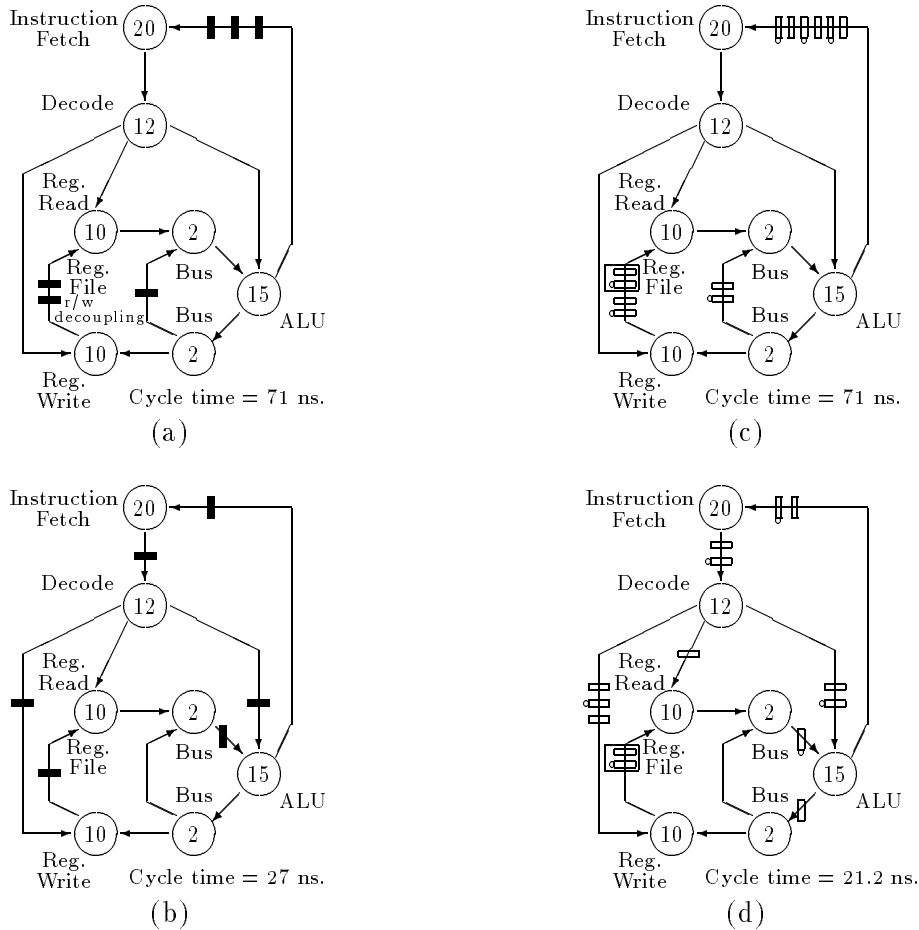 Instruction
Fetch
20
Decode
12
Reg.
Read
10
2
Reg.
File
Bus
r/w
decoupling
15
ALU
Bus
10
2
Reg.
Write
Cycle time = 71 ns.
(a)
Instruction
Fetch
20
Decode
12
Reg.
Read
10
2
Reg.
File
Bus
15
ALU
Bus
10
2
Reg.
Write
Cycle time = 71 ns.
(c)
Instruction
Fetch
20
Decode
12
Reg.
Read
10
2
Reg.
File
Bus
15
ALU
Bus
10
2
Reg.
Write
Cycle time = 27 ns.
(b)
Instruction
Fetch
20
Decode
12
Reg.
Read
10
2
Reg.
File
Bus
15
ALU
Bus
10
2
Reg.
Write
Cycle time = 21.2 ns.
(d)